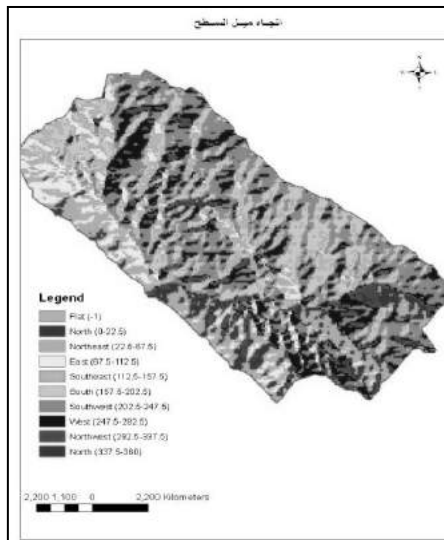 اتجاه ميل السطح
Legend
Flat (-1)
North (0-22.5)
Northeast (22.5-67.5)
East (67.5-112.5)
Southeast (112.5-157.5)
South (157.5-202.5)
Southwest (202.5-247.5)
West (247.5-292.5)
Northwest (292.5-337.5)
North (337.5-360)
2,200 1,100 0 2,200 Kilometers